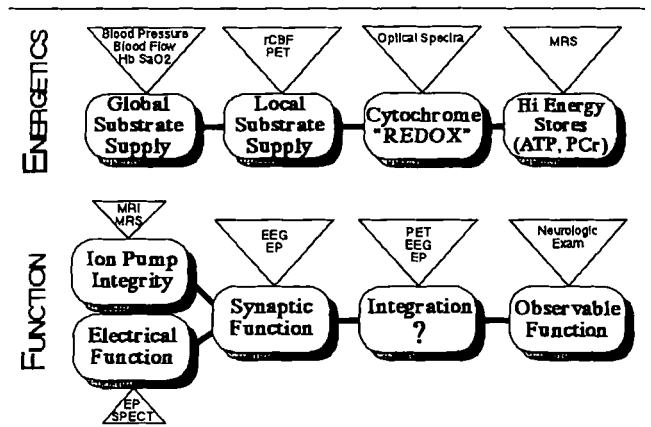 ENERGETICS
Blood Pressure
Blood Flow
Hb SaO2
rCBF
PET
Optical Spectra
MRS
Global
Substrate
Supply
Local
Substrate
Supply
Cytochrome
"REDOX"
Hi Energy
Stores
(ATP, PCr)
FUNCTION
MRI
MRS
EEG
EP
PET
EEG
EP
Neurologic
Exam
Ion Pump
Integrity
Electrical
Function
Synaptic
Function
Integration
?
Observable
Function
EP
SPECT